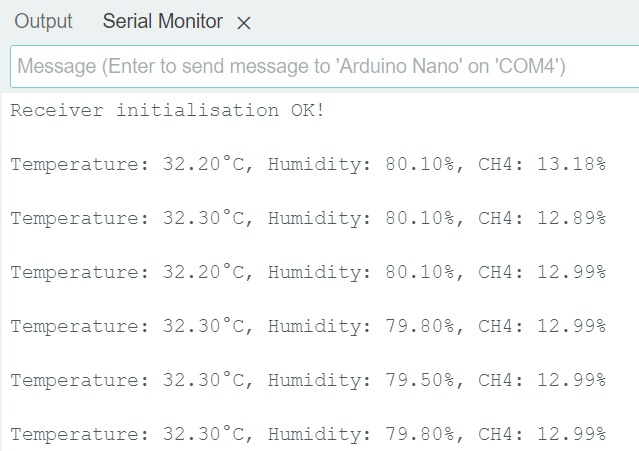 Output Serial Monitor ×
Message (Enter to send message to 'Arduino Nano' on 'COM4')
Receiver initialisation OK!
Temperature: 32.20°C, Humidity: 80.10%, CH4: 13.18%
Temperature: 32.30°C, Humidity: 80.10%, CH4: 12.89%
Temperature: 32.20°C, Humidity: 80.10%, CH4: 12.99%
Temperature: 32.30°C, Humidity: 79.80%, CH4: 12.99%
Temperature: 32.30°C, Humidity: 79.50%, CH4: 12.99%
Temperature: 32.30°C, Humidity: 79.80%, CH4: 12.99%